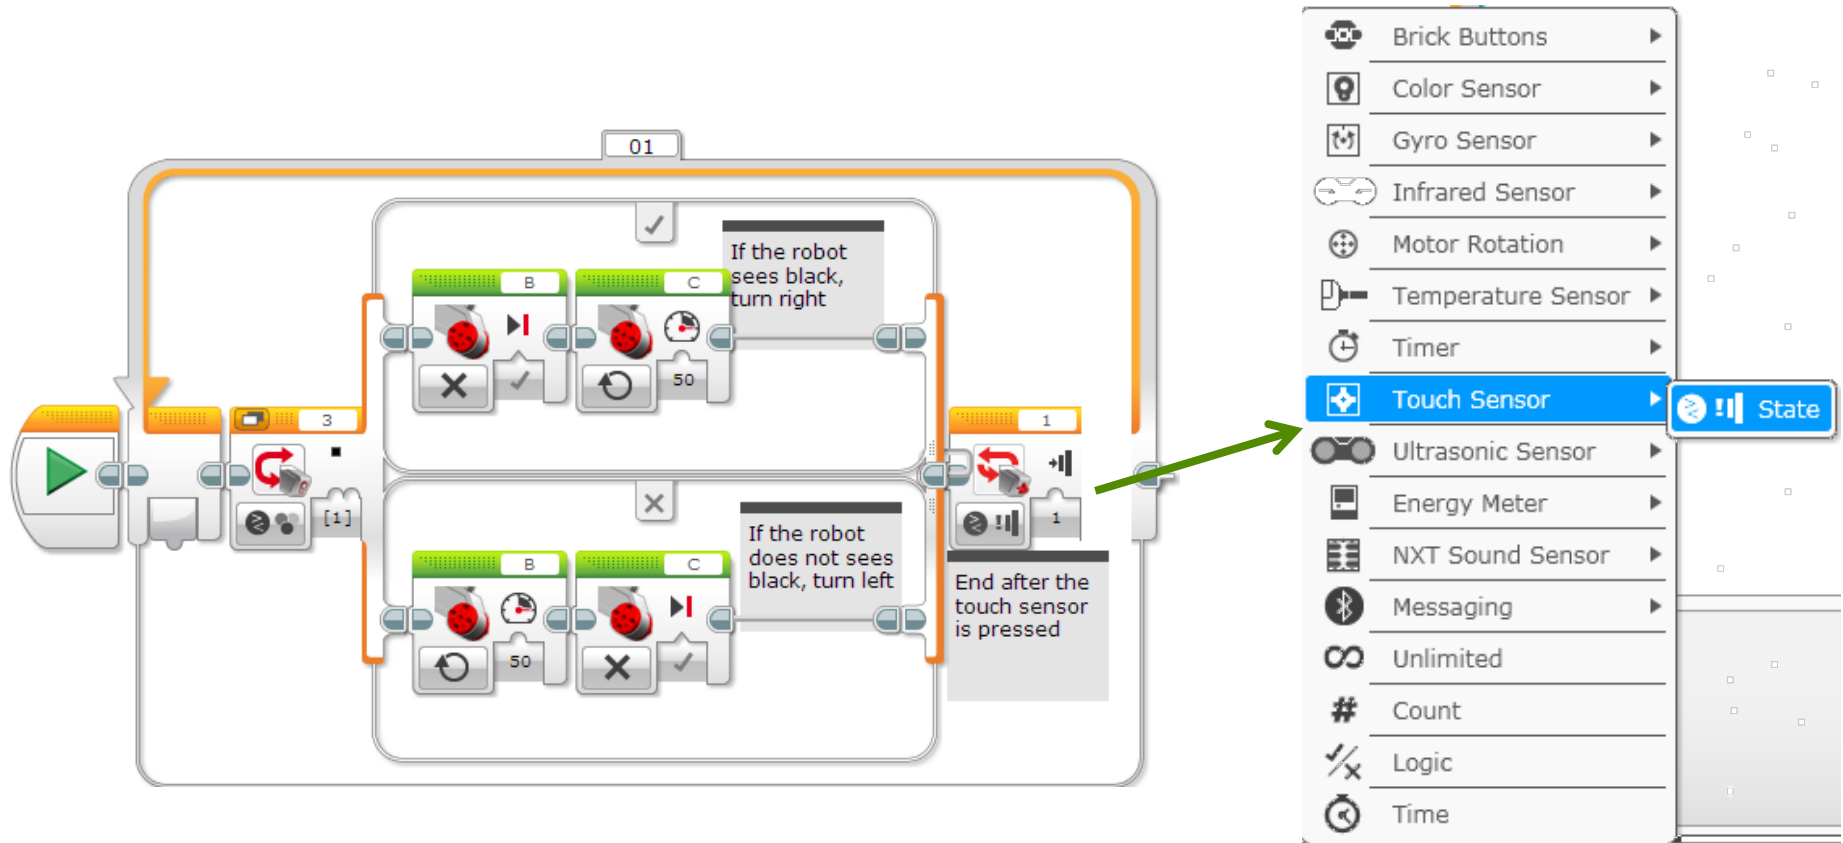 01
If the robot
sees black,
turn right
B
C
50
3
[1]
1
1
If the robot
does not sees
black, turn left
B
C
50
End after the
touch sensor
is pressed
Brick Buttons
Color Sensor
Gyro Sensor
Infrared Sensor
Motor Rotation
Temperature Sensor
Timer
Touch Sensor
State
Ultrasonic Sensor
Energy Meter
NXT Sound Sensor
Messaging
Unlimited
Count
Logic
Time